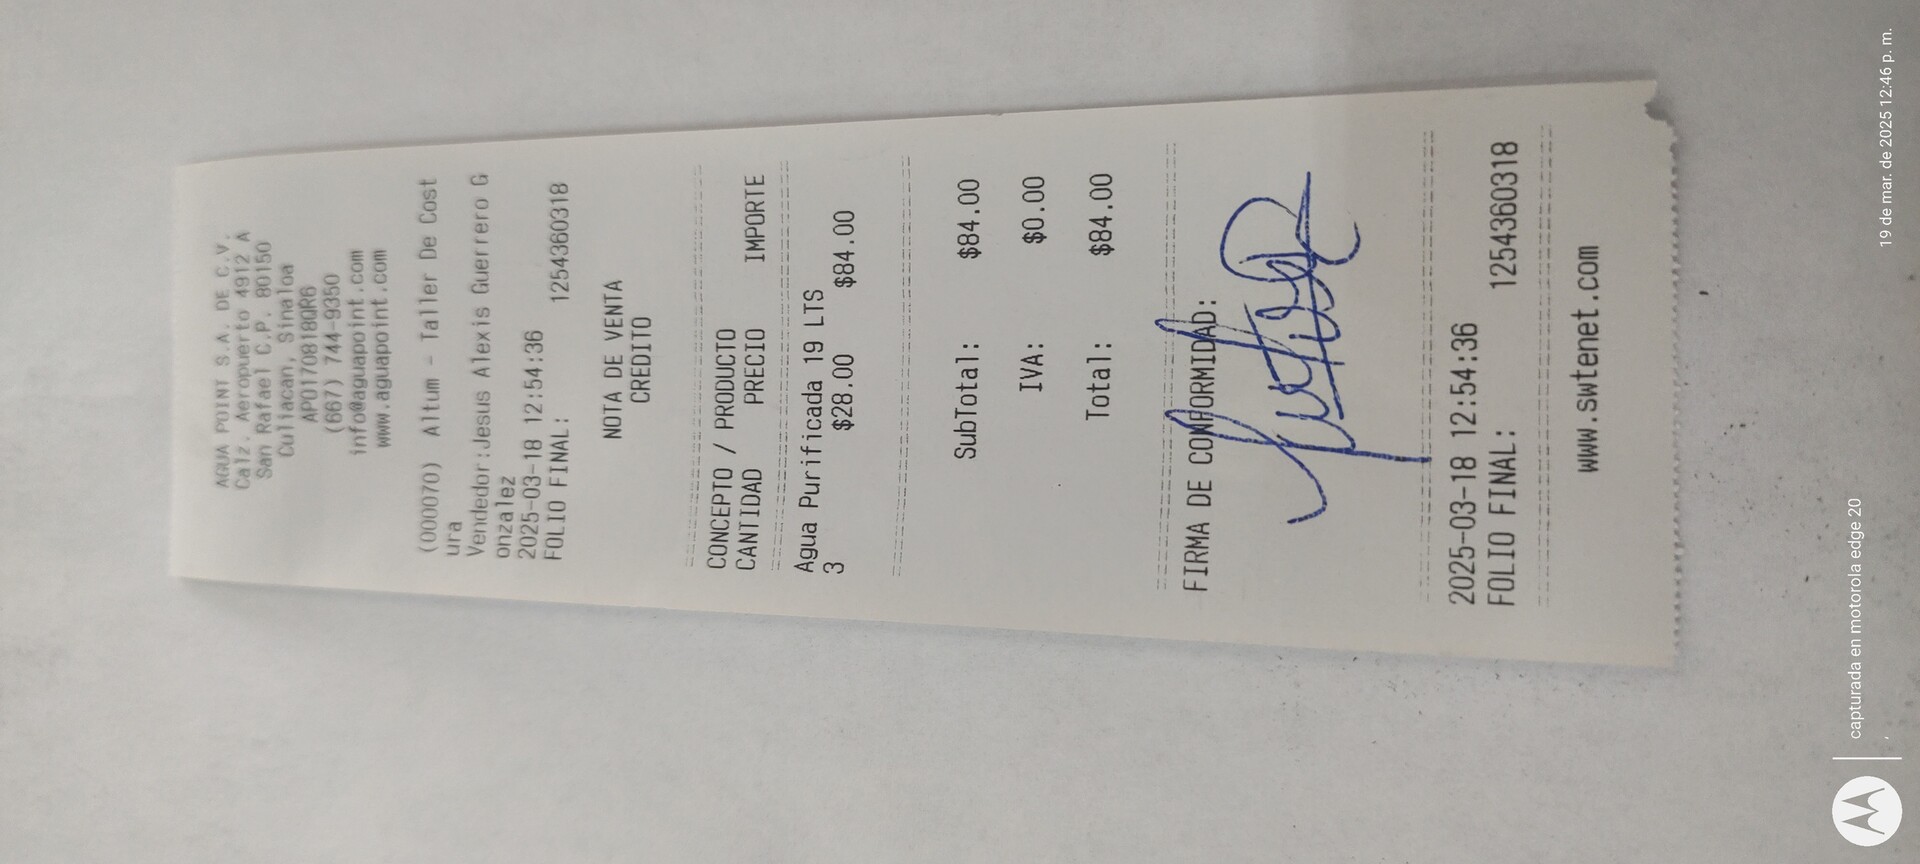 AGUA POINT S.A. DE C.V.
Calz. Aeropuerto 4912 A
San Rafael C.P. 80150
Culiacan, Sinaloa
APO170818QR6
(667) 744-9350
info@aguapoint.com
www.aguapoint.com
(000070) Altum - Taller De Cost
ura
Vendedor:Jesus Alexis Guerrero G
onzalez
2025-03-18 12:54:36
FOLIO FINAL: 1254360318
NOTA DE VENTA
CREDITO
CONCEPTO / PRODUCTO
CANTIDAD PRECIO IMPORTE
Agua Purificada 19 LTS
3 $28.00 $84.00
SubTotal: $84.00
IVA: $0.00
Total: $84.00
FIRMA DE CONFORMIDAD:
2025-03-18 12:54:36
FOLIO FINAL: 1254360318
www.swtenet.com
capturada en motorola edge 20
19 de mar. de 2025 12:46 p. m.